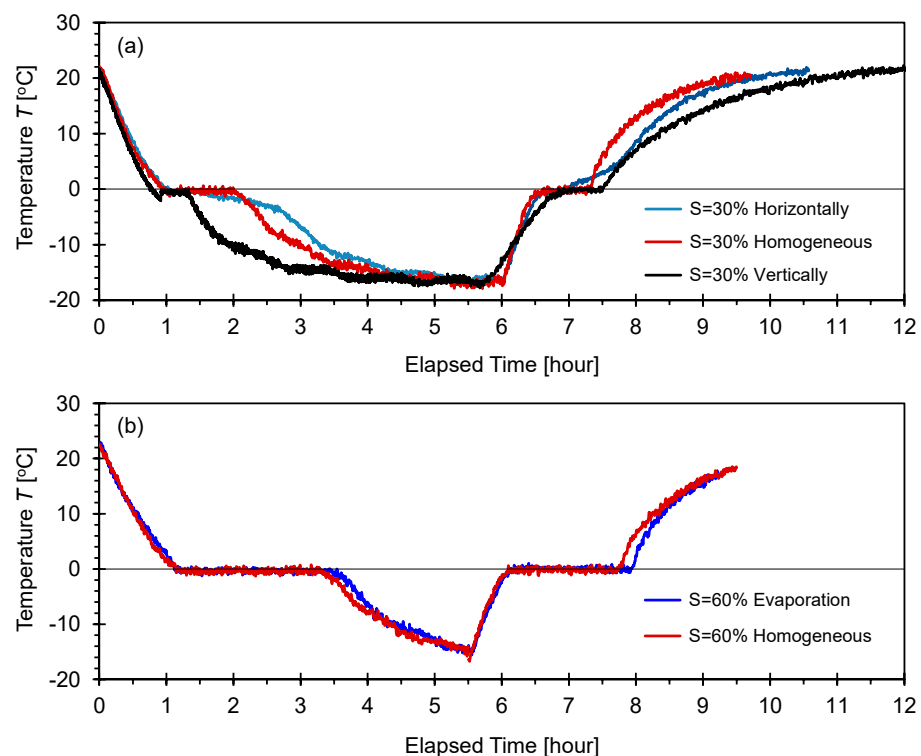 30
(a)
20
10
0
-10
-20
Temperature T [°C]
S=30% Horizontally
S=30% Homogeneous
S=30% Vertically
0 1 2 3 4 5 6 7 8 9 10 11 12
Elapsed Time [hour]
30
(b)
20
10
0
-10
-20
Temperature T [°C]
S=60% Evaporation
S=60% Homogeneous
0 1 2 3 4 5 6 7 8 9 10 11 12
Elapsed Time [hour]